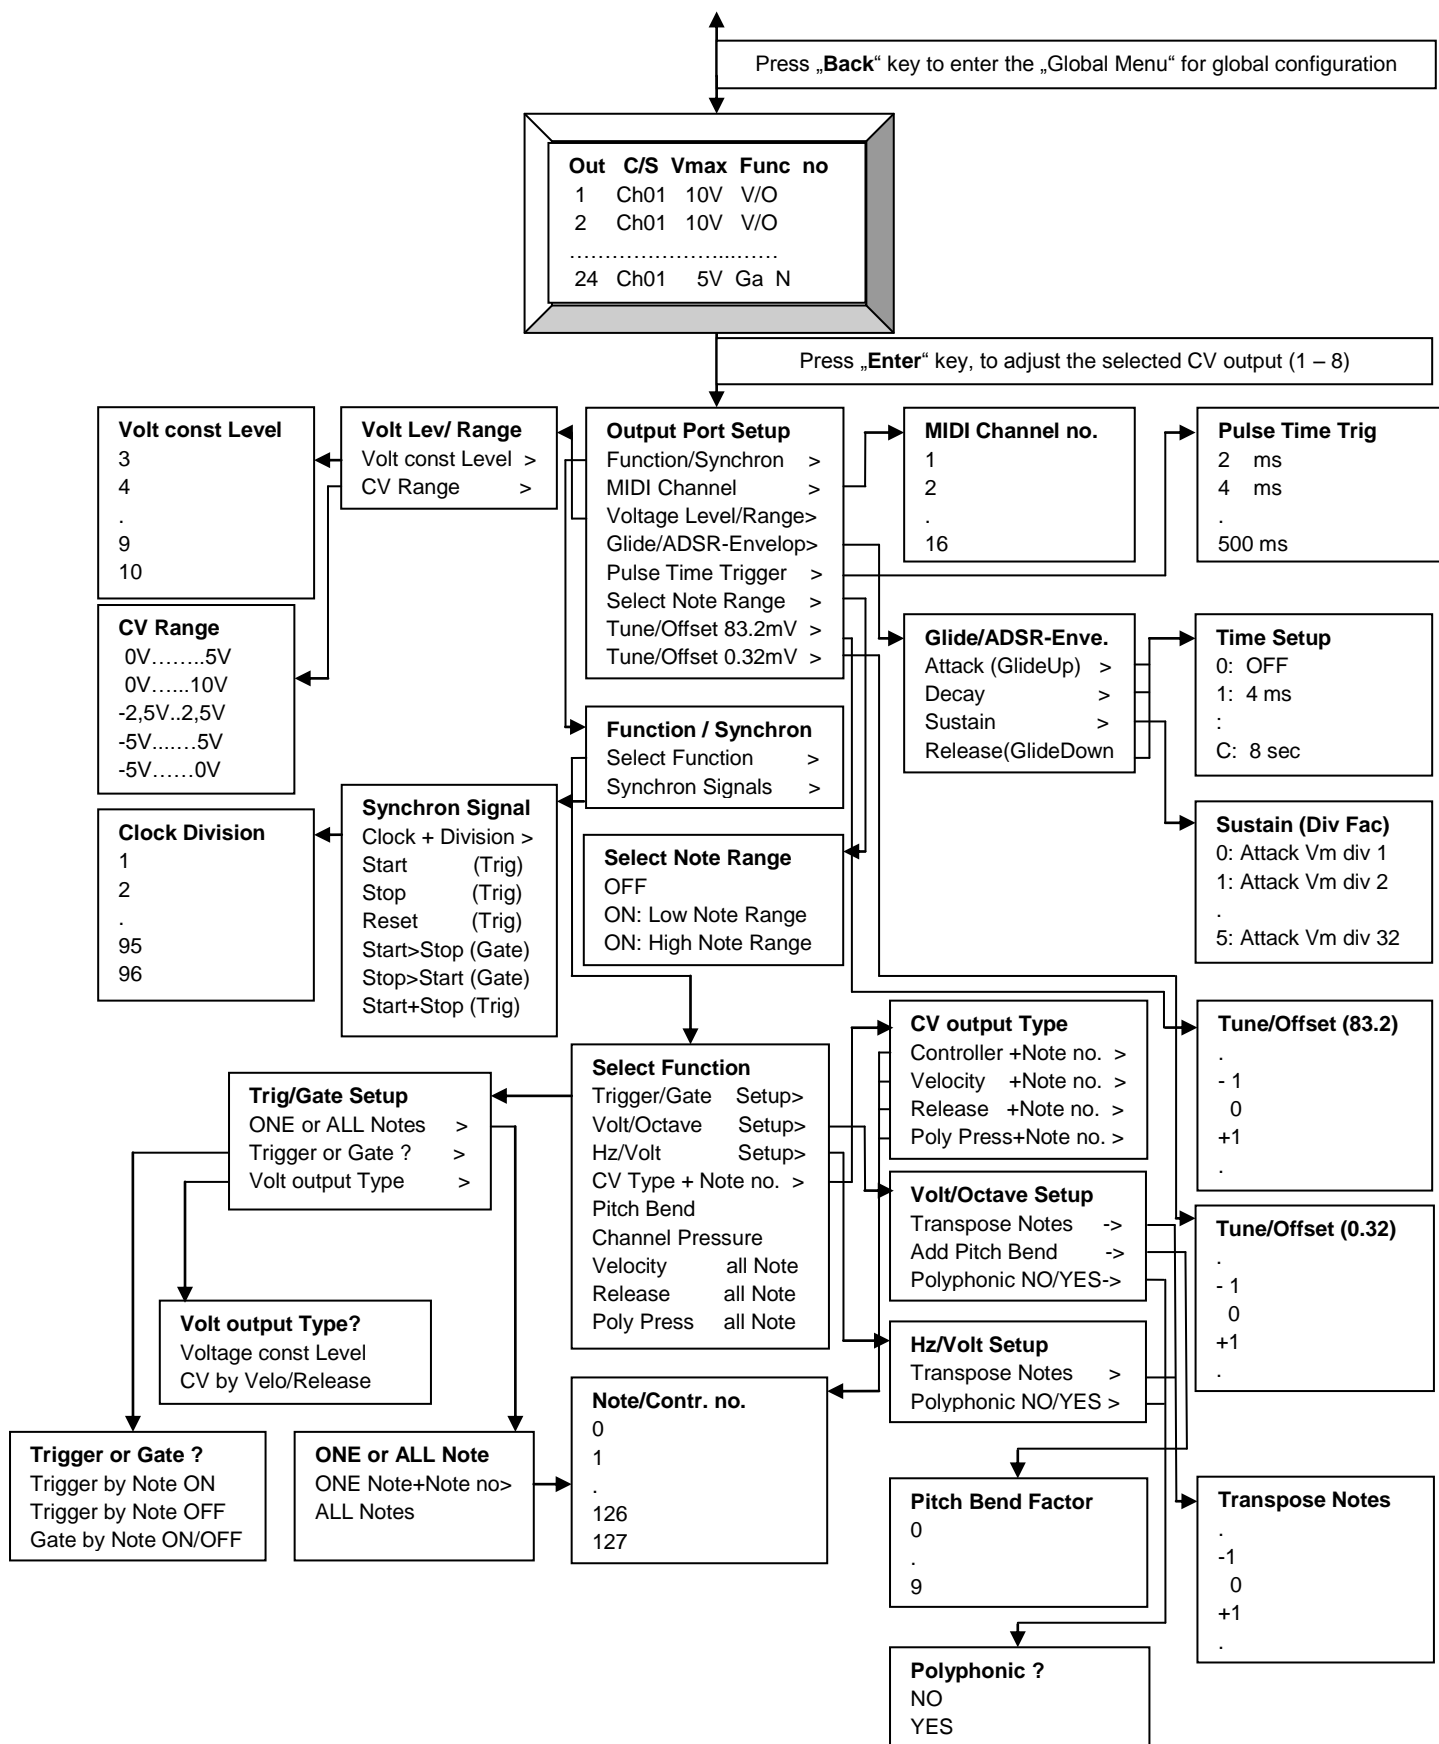 Press „Back“ key to enter the „Global Menu“ for global configuration
Out C/S Vmax Func no
1 Ch01 10V V/O
2 Ch01 10V V/O
…………………....……
24 Ch01 5V Ga N
Press „Enter“ key, to adjust the selected CV output (1 – 8)
Volt const Level
3
4
.
9
10
Volt Lev/ Range
Volt const Level >
CV Range >
Output Port Setup
Function/Synchron >
MIDI Channel >
Voltage Level/Range>
Glide/ADSR-Envelop>
Pulse Time Trigger >
Select Note Range >
Tune/Offset 83.2mV >
Tune/Offset 0.32mV >
MIDI Channel no.
1
2
.
16
Pulse Time Trig
2 ms
4 ms
.
500 ms
CV Range
0V……..5V
0V…...10V
-2,5V..2,5V
-5V....…5V
-5V……0V
Glide/ADSR-Enve.
Attack (GlideUp) >
Decay >
Sustain >
Release(GlideDown
Time Setup
0: OFF
1: 4 ms
:
C: 8 sec
Function / Synchron
Select Function >
Synchron Signals >
Synchron Signal
Clock + Division >
Start (Trig)
Stop (Trig)
Reset (Trig)
Start>Stop (Gate)
Stop>Start (Gate)
Start+Stop (Trig)
Clock Division
1
2
.
95
96
Select Note Range
OFF
ON: Low Note Range
ON: High Note Range
Sustain (Div Fac)
0: Attack Vm div 1
1: Attack Vm div 2
.
5: Attack Vm div 32
CV output Type
Controller +Note no. >
Velocity +Note no. >
Release +Note no. >
Poly Press+Note no. >
Tune/Offset (83.2)
.
- 1
0
+1
.
Select Function
Trigger/Gate Setup>
Volt/Octave Setup>
Hz/Volt Setup>
CV Type + Note no. >
Pitch Bend
Channel Pressure
Velocity all Note
Release all Note
Poly Press all Note
Trig/Gate Setup
ONE or ALL Notes >
Trigger or Gate ? >
Volt output Type >
Volt/Octave Setup
Transpose Notes ->
Add Pitch Bend ->
Polyphonic NO/YES->
Tune/Offset (0.32)
.
- 1
0
+1
.
Volt output Type?
Voltage const Level
CV by Velo/Release
Hz/Volt Setup
Transpose Notes >
Polyphonic NO/YES >
Note/Contr. no.
0
1
.
126
127
Trigger or Gate ?
Trigger by Note ON
Trigger by Note OFF
Gate by Note ON/OFF
ONE or ALL Note
ONE Note+Note no>
ALL Notes
Pitch Bend Factor
0
.
9
Transpose Notes
.
-1
0
+1
.
Polyphonic ?
NO
YES